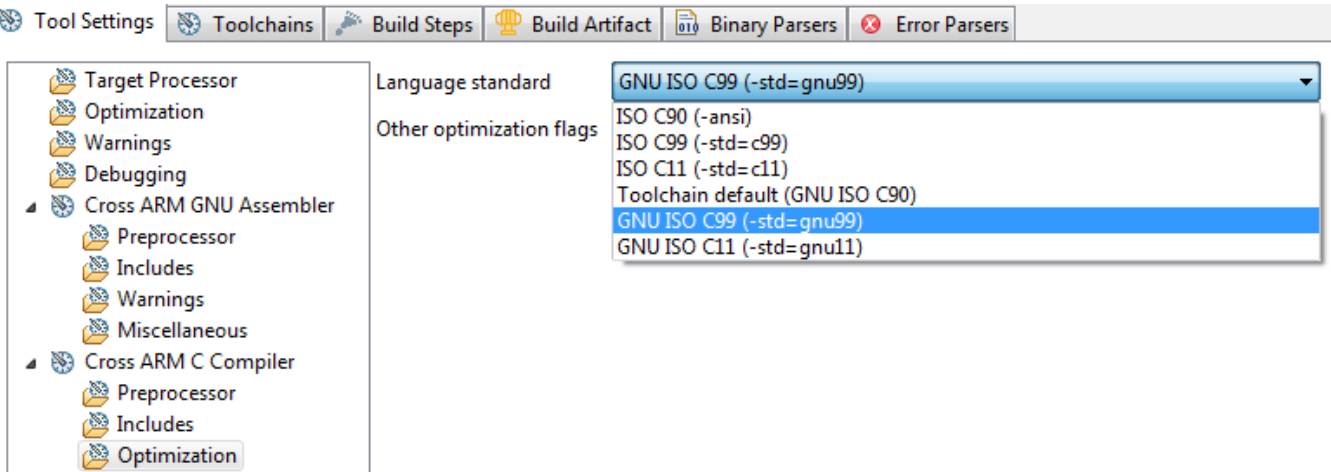 Tool Settings Toolchains Build Steps Build Artifact Binary Parsers Error Parsers
Target Processor
Optimization
Warnings
Debugging
Cross ARM GNU Assembler
Preprocessor
Includes
Warnings
Miscellaneous
Cross ARM C Compiler
Preprocessor
Includes
Optimization
Language standard GNU ISO C99 (-std=gnu99)
Other optimization flags
ISO C90 (-ansi)
ISO C99 (-std=c99)
ISO C11 (-std=c11)
Toolchain default (GNU ISO C90)
GNU ISO C99 (-std=gnu99)
GNU ISO C11 (-std=gnu11)